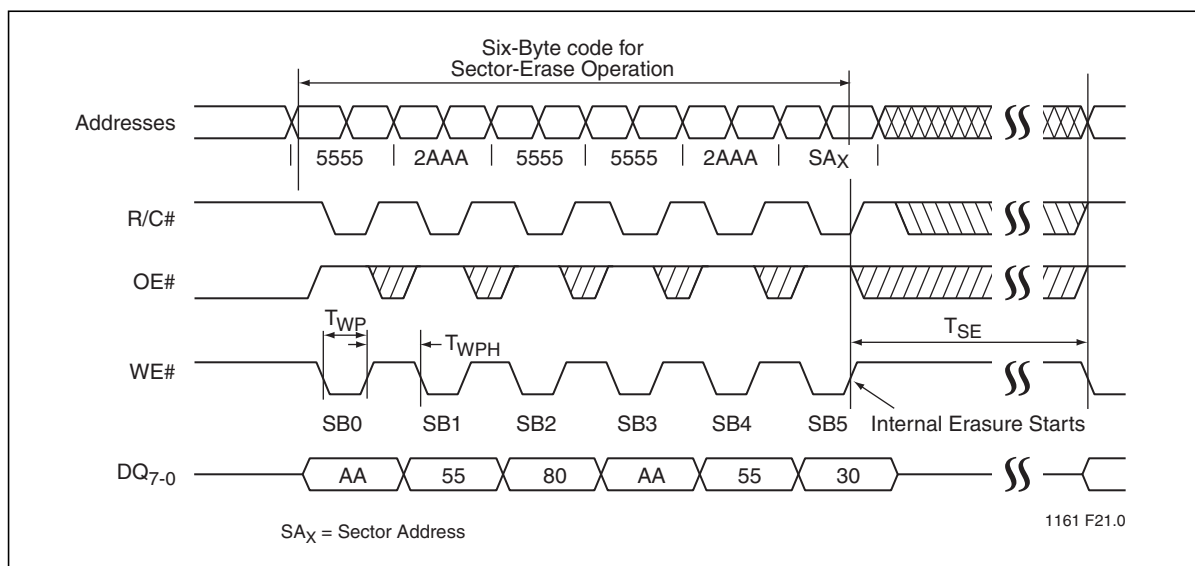 Six-Byte code for
Sector-Erase Operation
Addresses
5555 2AAA 5555 5555 2AAA SAX
R/C#
OE#
TWP
TWPH
TSE
WE#
SB0 SB1 SB2 SB3 SB4 SB5 Internal Erasure Starts
DQ7-0
AA 55 80 AA 55 30
SAX = Sector Address
1161 F21.0